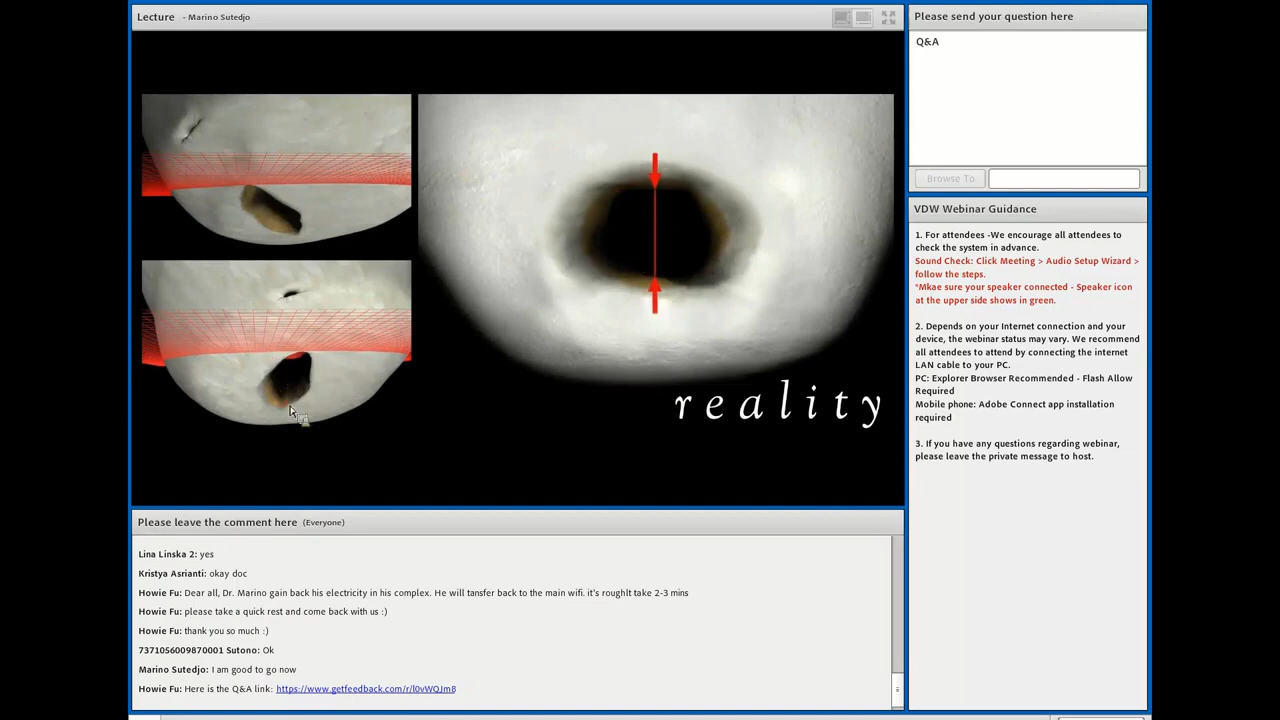 Lecture - Marino Sutedjo
reality
Please leave the comment here (Everyone)
Lina Linska 2: yes
Kristya Asrianti: okay doc
Howie Fu: Dear all, Dr. Marino gain back his electricity in his complex. He will tansfer back to the main wifi. it's roughlt take 2-3 mins
Howie Fu: please take a quick rest and come back with us :)
Howie Fu: thank you so much :)
7371056009870001 Sutono: Ok
Marino Sutedjo: I am good to go now
Howie Fu: Here is the Q&A link: https://www.getfeedback.com/r/l0vWQJm8
Please send your question here
Q&A
Browse To
VDW Webinar Guidance
1. For attendees -We encourage all attendees to
check the system in advance.
Sound Check: Click Meeting > Audio Setup Wizard >
follow the steps.
*Mkae sure your speaker connected - Speaker icon
at the upper side shows in green.
2. Depends on your Internet connection and your
device, the webinar status may vary. We recommend
all attendees to attend by connecting the internet
LAN cable to your PC.
PC: Explorer Browser Recommended - Flash Allow
Required
Mobile phone: Adobe Connect app installation
required
3. If you have any questions regarding webinar,
please leave the private message to host.